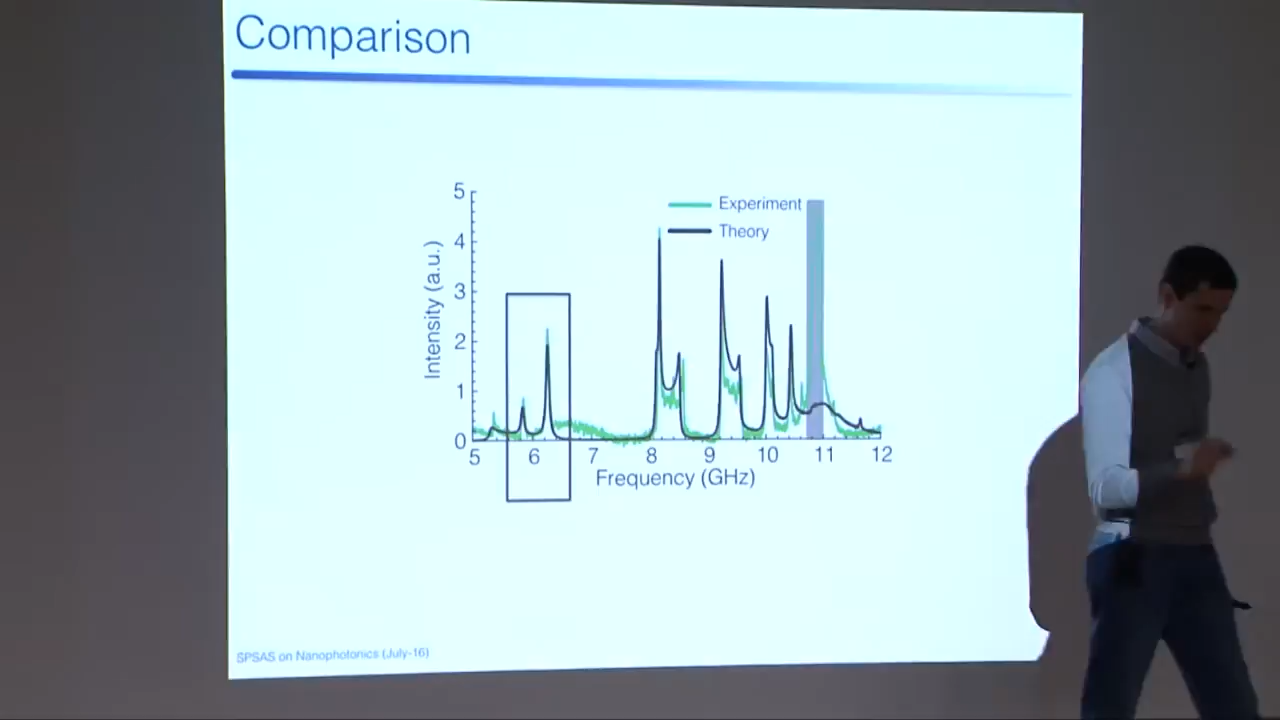 Comparison
5
4
3
2
1
0
Intensity (a.u.)
Experiment
Theory
5 6 7 8 9 10 11 12
Frequency (GHz)
SPSAS on Nanophotonics (July-16)